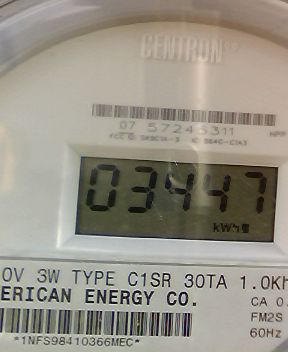 CENTRON
07 57245311
03447
kWh
0V 3W TYPE C1SR 30TA 1.0Kh
ERICAN ENERGY CO.
CA 0.
FM2S
60Hz
*1NFS98410366MEC*